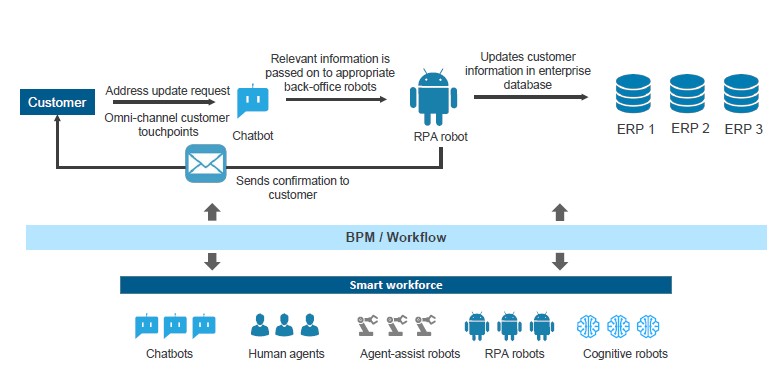 Customer
Address update request
Omni-channel customer
touchpoints
Chatbot
Relevant information is
passed on to appropriate
back-office robots
RPA robot
Updates customer
information in enterprise
database
ERP 1
ERP 2
ERP 3
Sends confirmation to
customer
BPM / Workflow
Smart workforce
Chatbots
Human agents
Agent-assist robots
RPA robots
Cognitive robots